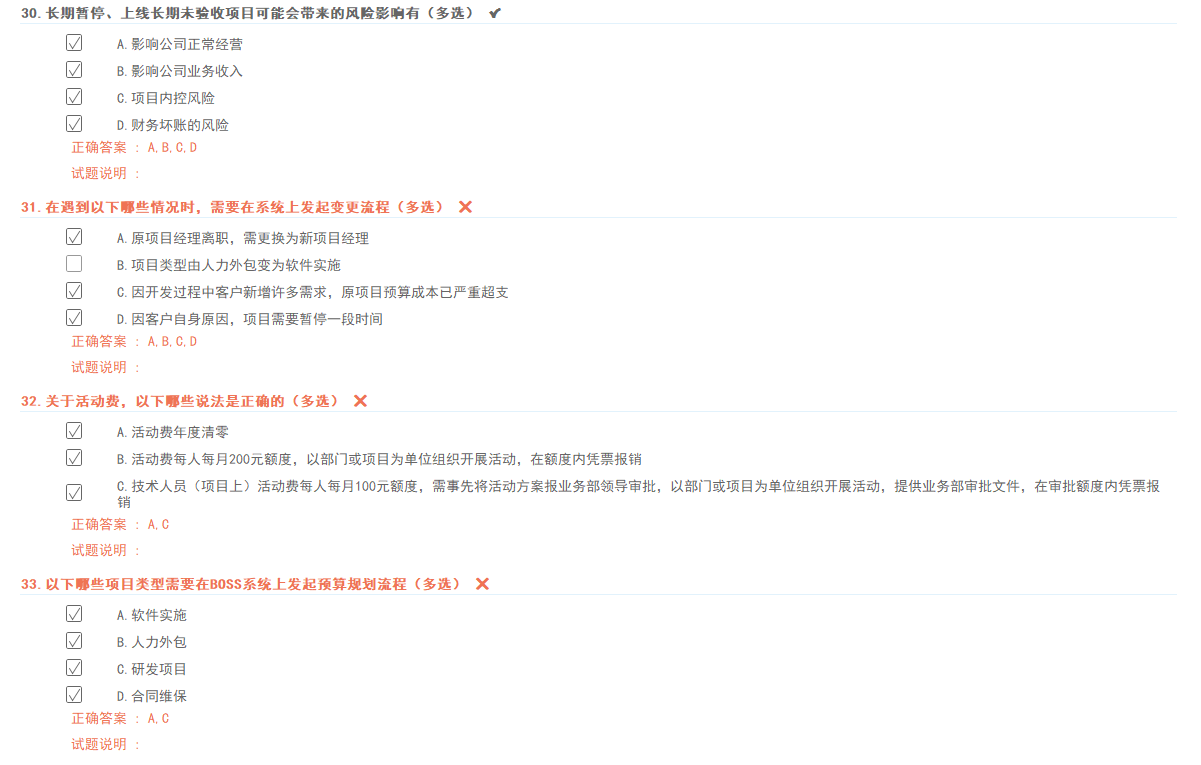 30. 长期暂停、上线长期未验收项目可能会带来的风险影响有（多选）
A. 影响公司正常经营
B. 影响公司业务收入
C. 项目内控风险
D. 财务坏账的风险
正确答案 : A,B,C,D
试题说明 :
31. 在遇到以下哪些情况时，需要在系统上发起变更流程（多选）
A. 原项目经理离职，需更换为新项目经理
B. 项目类型由人力外包变为软件实施
C. 因开发过程中客户新增许多需求，原项目预算成本已严重超支
D. 因客户自身原因，项目需要暂停一段时间
正确答案 : A,B,C,D
试题说明 :
32. 关于活动费，以下哪些说法是正确的（多选）
A. 活动费年度清零
B. 活动费每人每月200元额度，以部门或项目为单位组织开展活动，在额度内凭票报销
C. 技术人员（项目上）活动费每人每月100元额度，需事先将活动方案报业务部领导审批，以部门或项目为单位组织开展活动，提供业务部审批文件，在审批额度内凭票报
销
正确答案 : A,C
试题说明 :
33. 以下哪些项目类型需要在BOSS系统上发起预算规划流程（多选）
A. 软件实施
B. 人力外包
C. 研发项目
D. 合同维保
正确答案 : A,C
试题说明 :